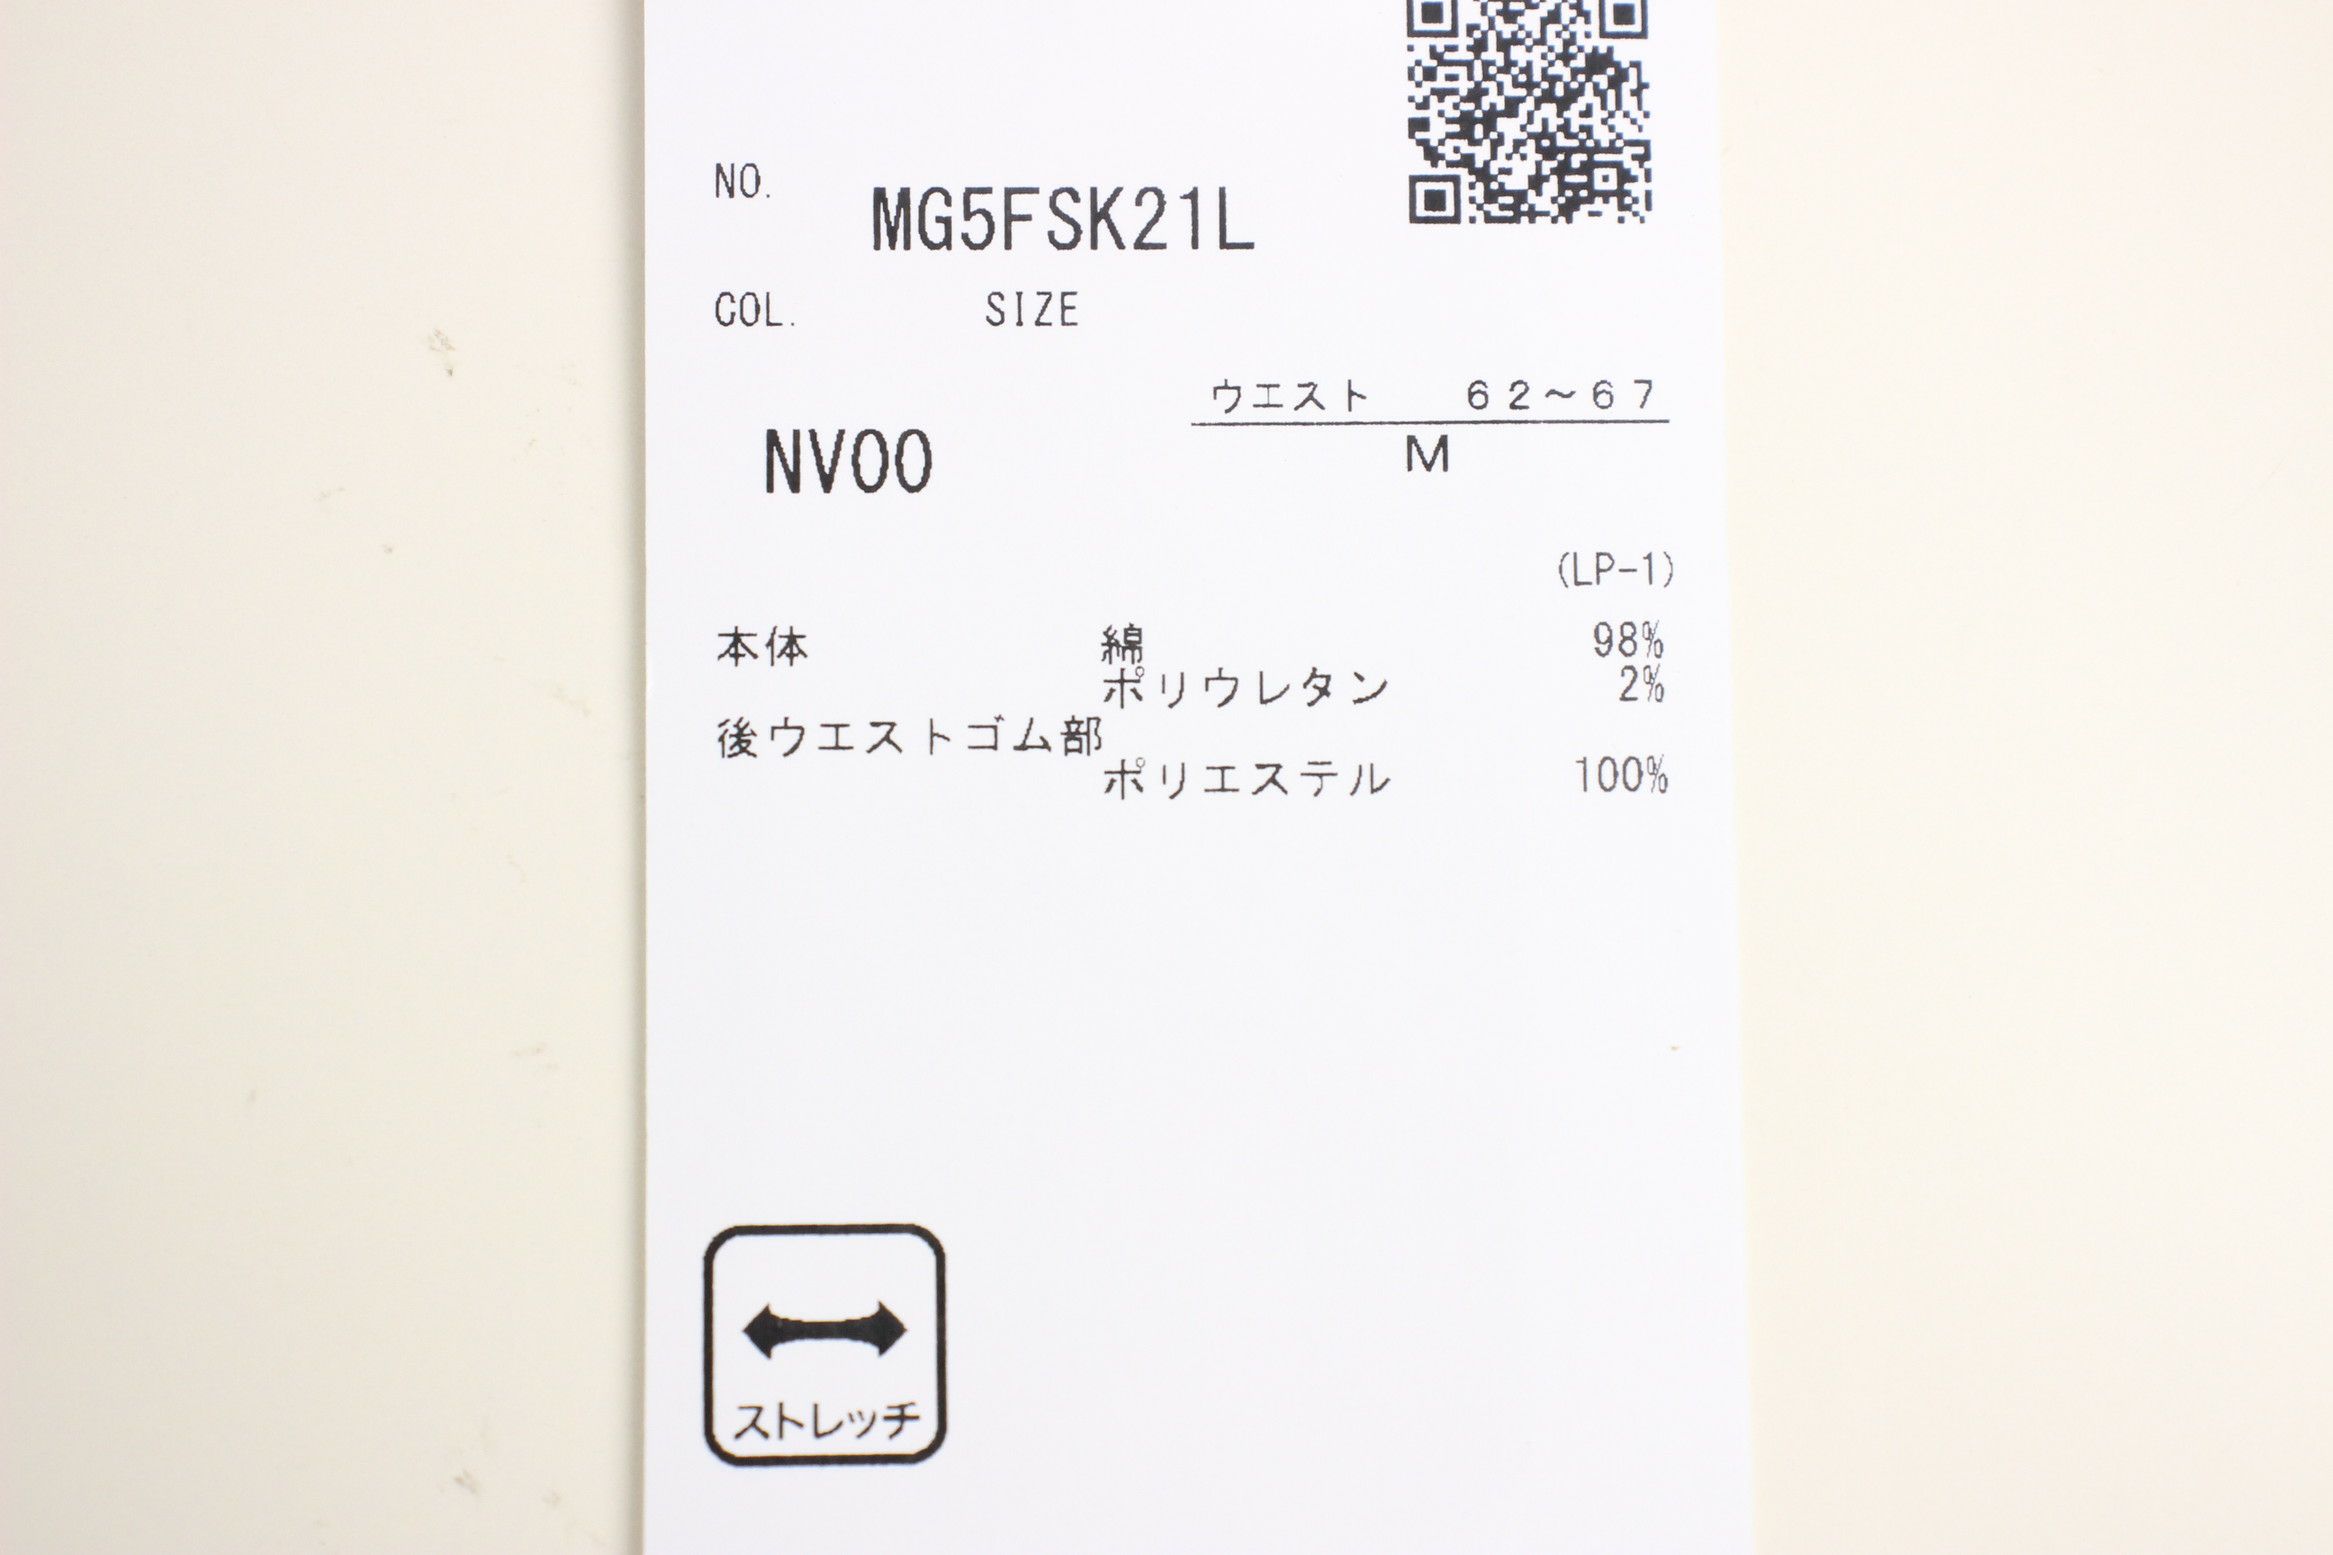 NO.
MG5FSK21L
COL. SIZE
ウエスト 62～67
NV00 M
(LP-1)
本体 綿 98%
ポリウレタン 2%
後ウエストゴム部
ポリエステル 100%
ストレッチ